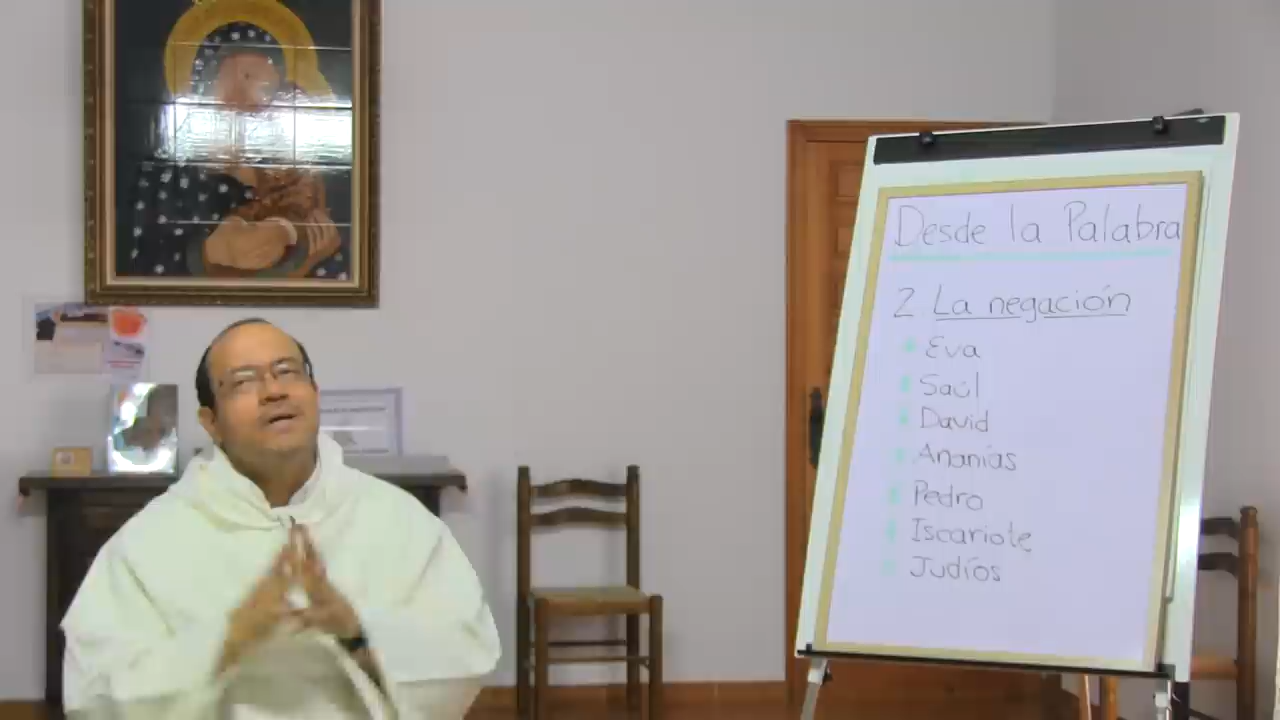 Desde la Palabra
2 La negación
Eva
Saúl
David
Ananías
Pedro
Iscariote
Judíos